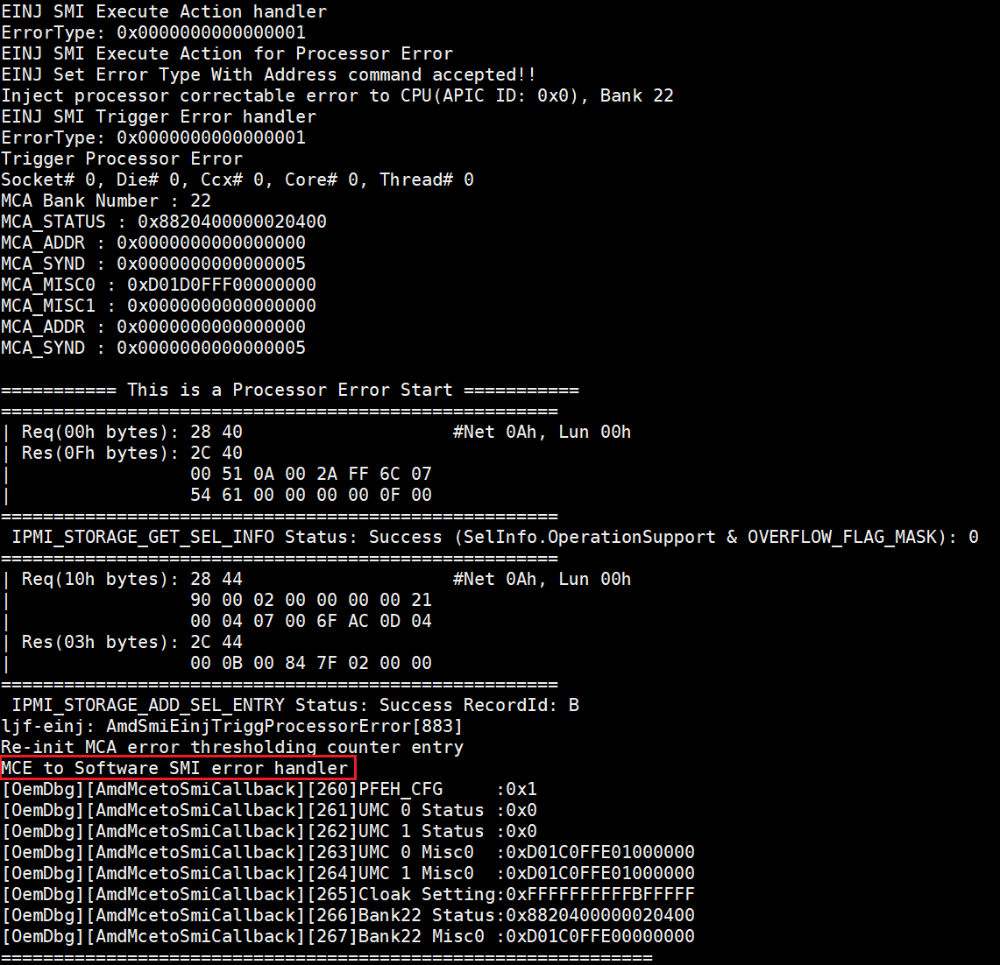 EINJ SMI Execute Action handler
ErrorType: 0x0000000000000001
EINJ SMI Execute Action for Processor Error
EINJ Set Error Type With Address command accepted!!
Inject processor correctable error to CPU(APIC ID: 0x0), Bank 22
EINJ SMI Trigger Error handler
ErrorType: 0x0000000000000001
Trigger Processor Error
Socket# 0, Die# 0, Ccx# 0, Core# 0, Thread# 0
MCA Bank Number : 22
MCA_STATUS : 0x8820400000020400
MCA_ADDR : 0x0000000000000000
MCA_SYND : 0x0000000000000005
MCA_MISC0 : 0xD01D0FFF00000000
MCA_MISC1 : 0x0000000000000000
MCA_ADDR : 0x0000000000000000
MCA_SYND : 0x0000000000000005
=========== This is a Processor Error Start ===========
=====================================================
| Req(00h bytes): 28 40                    #Net 0Ah, Lun 00h
| Res(0Fh bytes): 2C 40
|                 00 51 0A 00 2A FF 6C 07
|                 54 61 00 00 00 00 0F 00
=====================================================
 IPMI_STORAGE_GET_SEL_INFO Status: Success (SelInfo.OperationSupport & OVERFLOW_FLAG_MASK): 0
=====================================================
| Req(10h bytes): 28 44                    #Net 0Ah, Lun 00h
|                 90 00 02 00 00 00 00 21
|                 00 04 07 00 6F AC 0D 04
| Res(03h bytes): 2C 44
|                 00 0B 00 84 7F 02 00 00
=====================================================
 IPMI_STORAGE_ADD_SEL_ENTRY Status: Success RecordId: B
ljf-einj: AmdSmiEinjTriggProcessorError[883]
Re-init MCA error thresholding counter entry
MCE to Software SMI error handler
[OemDbg][AmdMcetoSmiCallback][260]PFEH_CFG     :0x1
[OemDbg][AmdMcetoSmiCallback][261]UMC 0 Status :0x0
[OemDbg][AmdMcetoSmiCallback][262]UMC 1 Status :0x0
[OemDbg][AmdMcetoSmiCallback][263]UMC 0 Misc0  :0xD01C0FFE01000000
[OemDbg][AmdMcetoSmiCallback][264]UMC 1 Misc0  :0xD01C0FFE01000000
[OemDbg][AmdMcetoSmiCallback][265]Cloak Setting:0xFFFFFFFFFFBFFFFF
[OemDbg][AmdMcetoSmiCallback][266]Bank22 Status:0x8820400000020400
[OemDbg][AmdMcetoSmiCallback][267]Bank22 Misc0 :0xD01C0FFE00000000
==============================================================